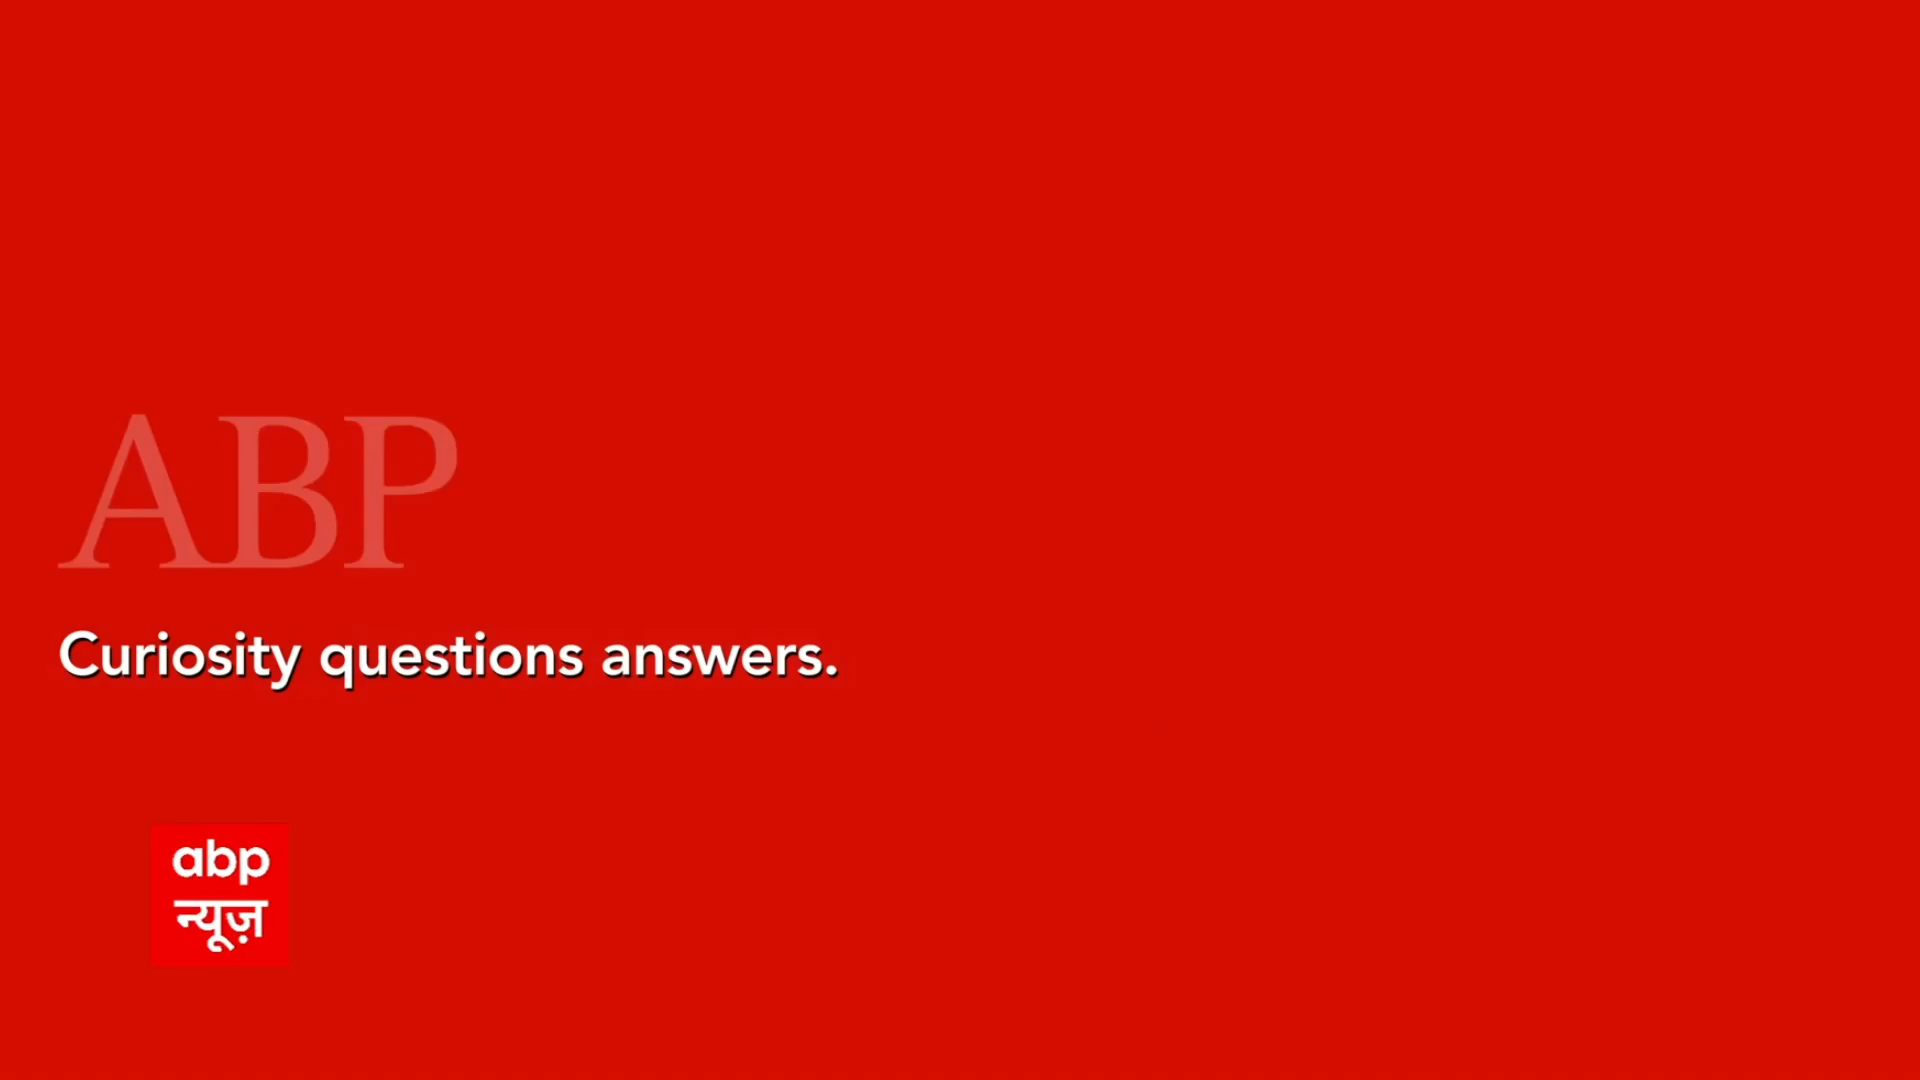 ABP
Curiosity questions answers.
abp
न्यूज़